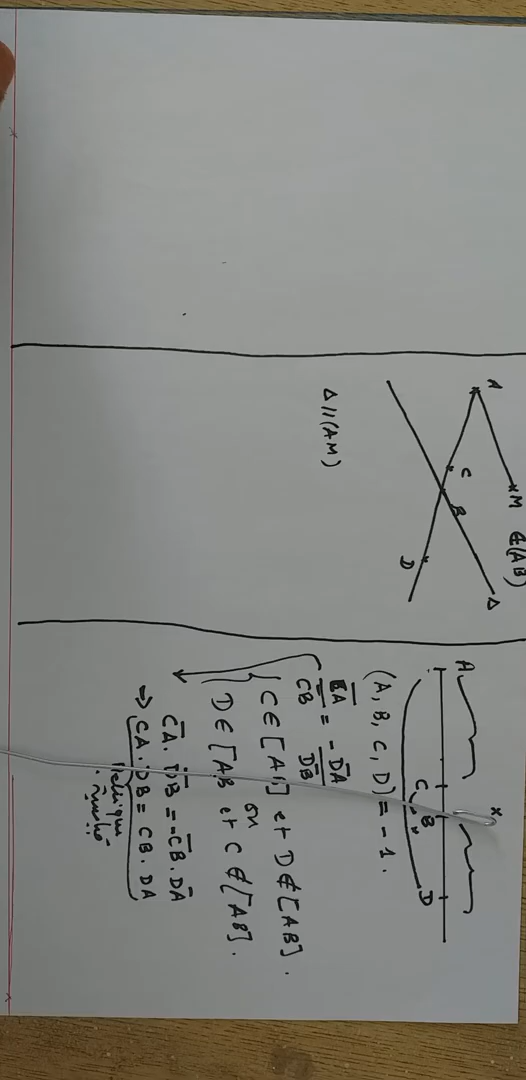 A
M ∉ (AB)
C
B
D
Δ
Δ // (AM)
A
x
C
B
D
(A, B, C, D) = -1.
CA̅ / CB̅ = - DA̅ / DB̅
C ∈ [AB] et D ∉ [AB].
ou
D ∈ [AB et C ∉ [AB].
CA̅ . DB̅ = -CB̅ . DA̅
⇒ CA . DB = CB . DA